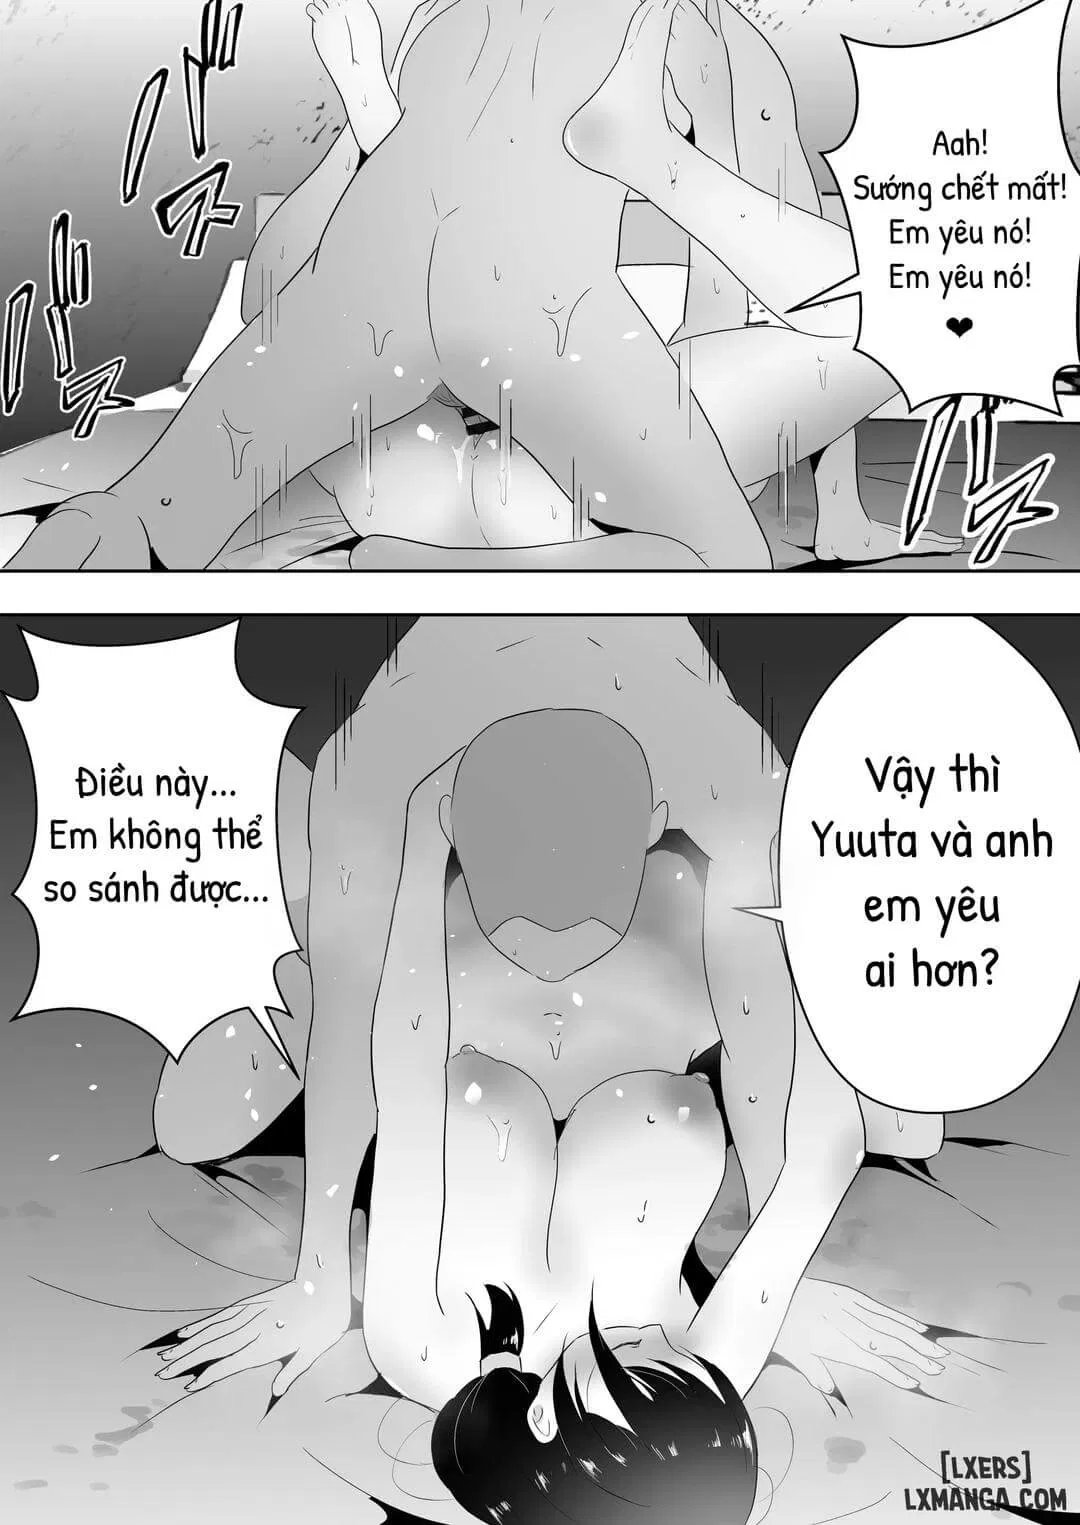 Aah!
Sướng chết mất!
Em yêu nó!
Em yêu nó!
❤
Vậy thì
Yuuta và anh
em yêu
ai hơn?
Điều này...
Em không thể
so sánh được...
[LXERS]
LXMANGA.COM